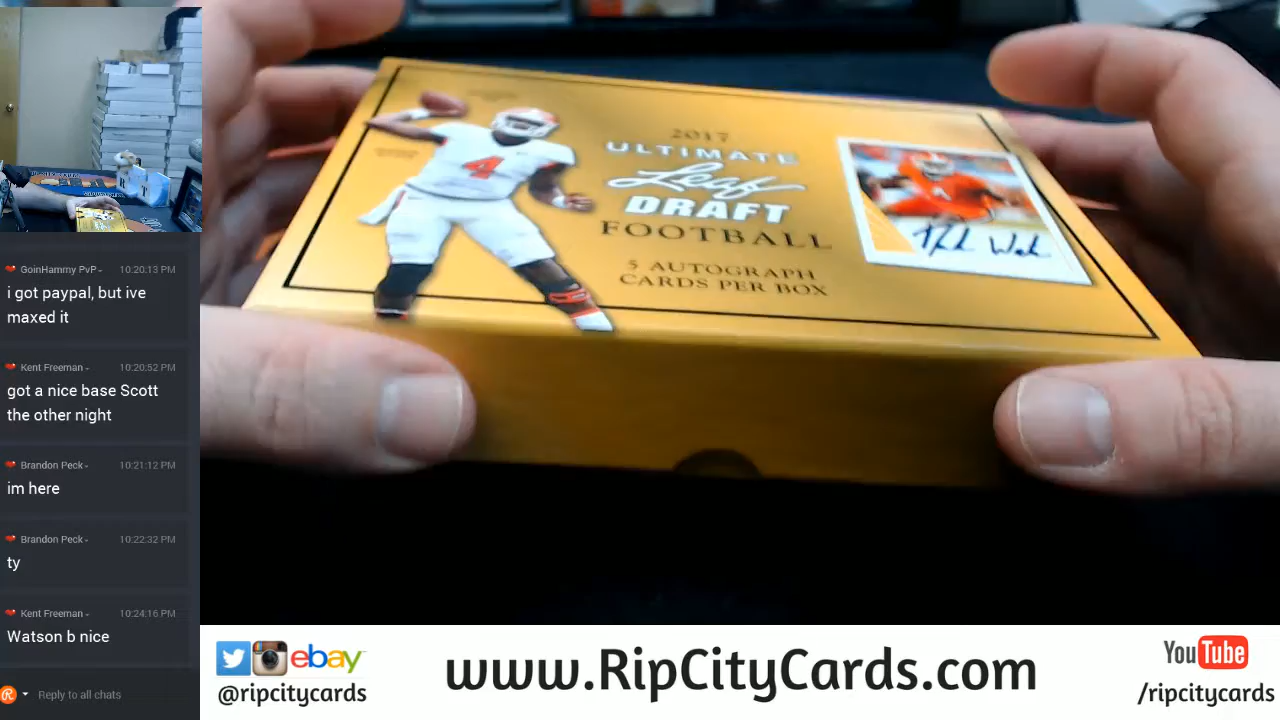 GoinHammy PvP 10:20:13 PM
i got paypal, but ive
maxed it
Kent Freeman 10:20:52 PM
got a nice base Scott
the other night
Brandon Peck 10:21:12 PM
im here
Brandon Peck 10:22:32 PM
ty
Kent Freeman 10:24:16 PM
Watson b nice
Reply to all chats
2017
ULTIMATE
Leaf
DRAFT
FOOTBALL
5 AUTOGRAPH
CARDS PER BOX
4
ebay
@ripcitycards
www.RipCityCards.com
YouTube
/ripcitycards